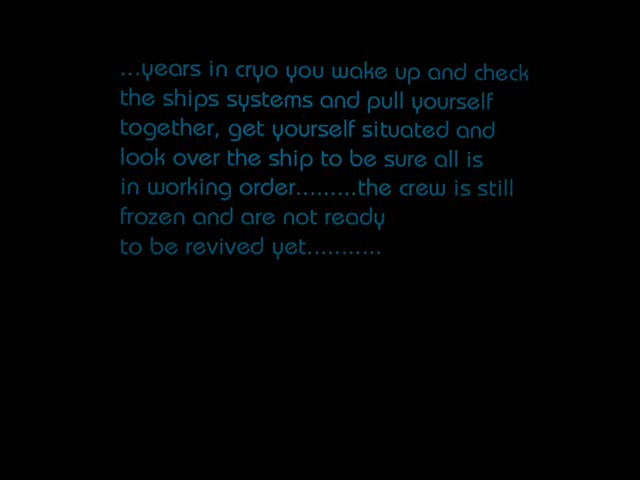 ...years in cryo you wake up and check
the ships systems and pull yourself
together, get yourself situated and
look over the ship to be sure all is
in working order.........the crew is still
frozen and are not ready
to be revived yet...........